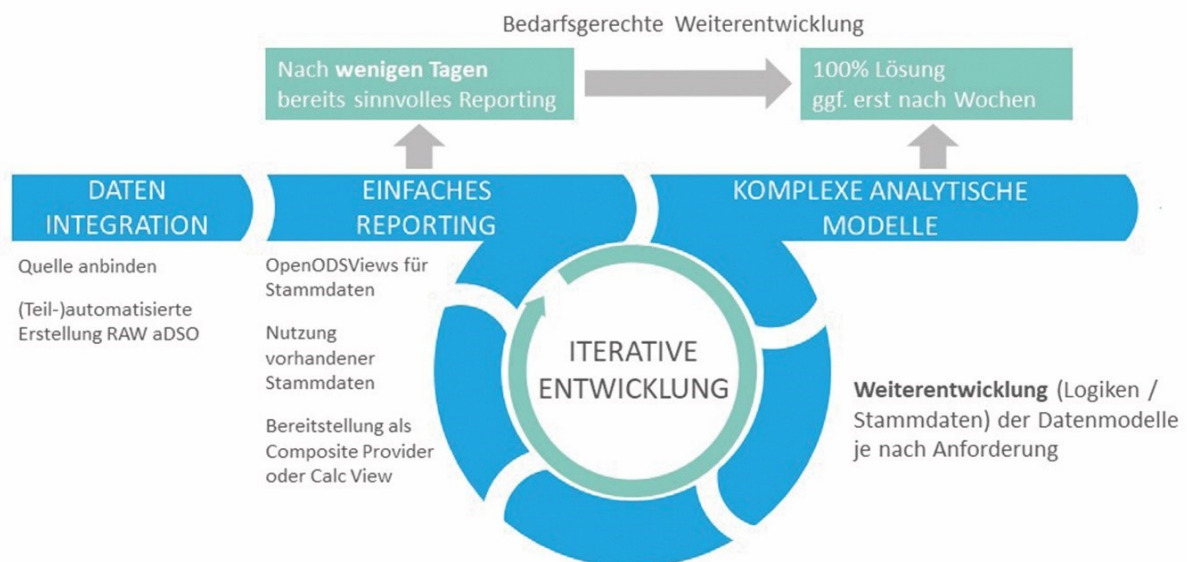 Bedarfsgerechte Weiterentwicklung
Nach wenigen Tagen
bereits sinnvolles Reporting
100% Lösung
ggf. erst nach Wochen
DATEN
INTEGRATION
EINFACHES
REPORTING
KOMPLEXE ANALYTISCHE
MODELLE
Quelle anbinden
(Teil-)automatisierte
Erstellung RAW aDSO
OpenODSViews für
Stammdaten
Nutzung
vorhandener
Stammdaten
Bereitstellung als
Composite Provider
oder Calc View
ITERATIVE
ENTWICKLUNG
Weiterentwicklung (Logiken /
Stammdaten) der Datenmodelle
je nach Anforderung